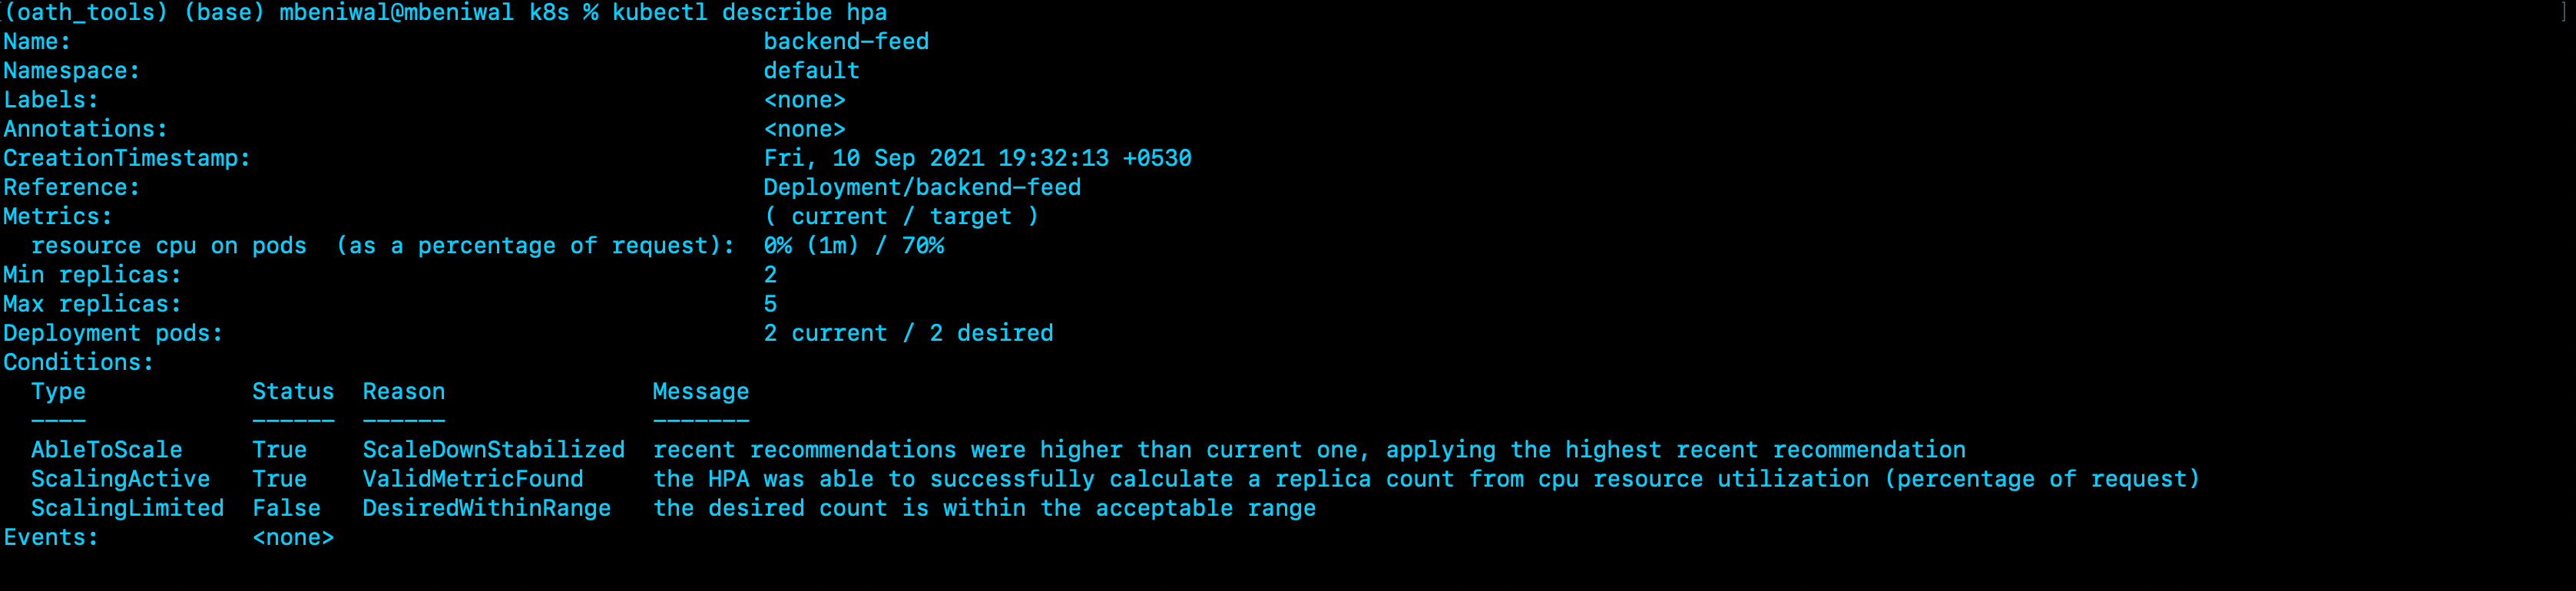 (oath_tools) (base) mbeniwal@mbeniwal k8s % kubectl describe hpa
Name: backend-feed
Namespace: default
Labels: <none>
Annotations: <none>
CreationTimestamp: Fri, 10 Sep 2021 19:32:13 +0530
Reference: Deployment/backend-feed
Metrics: ( current / target )
resource cpu on pods (as a percentage of request): 0% (1m) / 70%
Min replicas: 2
Max replicas: 5
Deployment pods: 2 current / 2 desired
Conditions:
Type Status Reason Message
---- ------ ------ -------
AbleToScale True ScaleDownStabilized recent recommendations were higher than current one, applying the highest recent recommendation
ScalingActive True ValidMetricFound the HPA was able to successfully calculate a replica count from cpu resource utilization (percentage of request)
ScalingLimited False DesiredWithinRange the desired count is within the acceptable range
Events: <none>